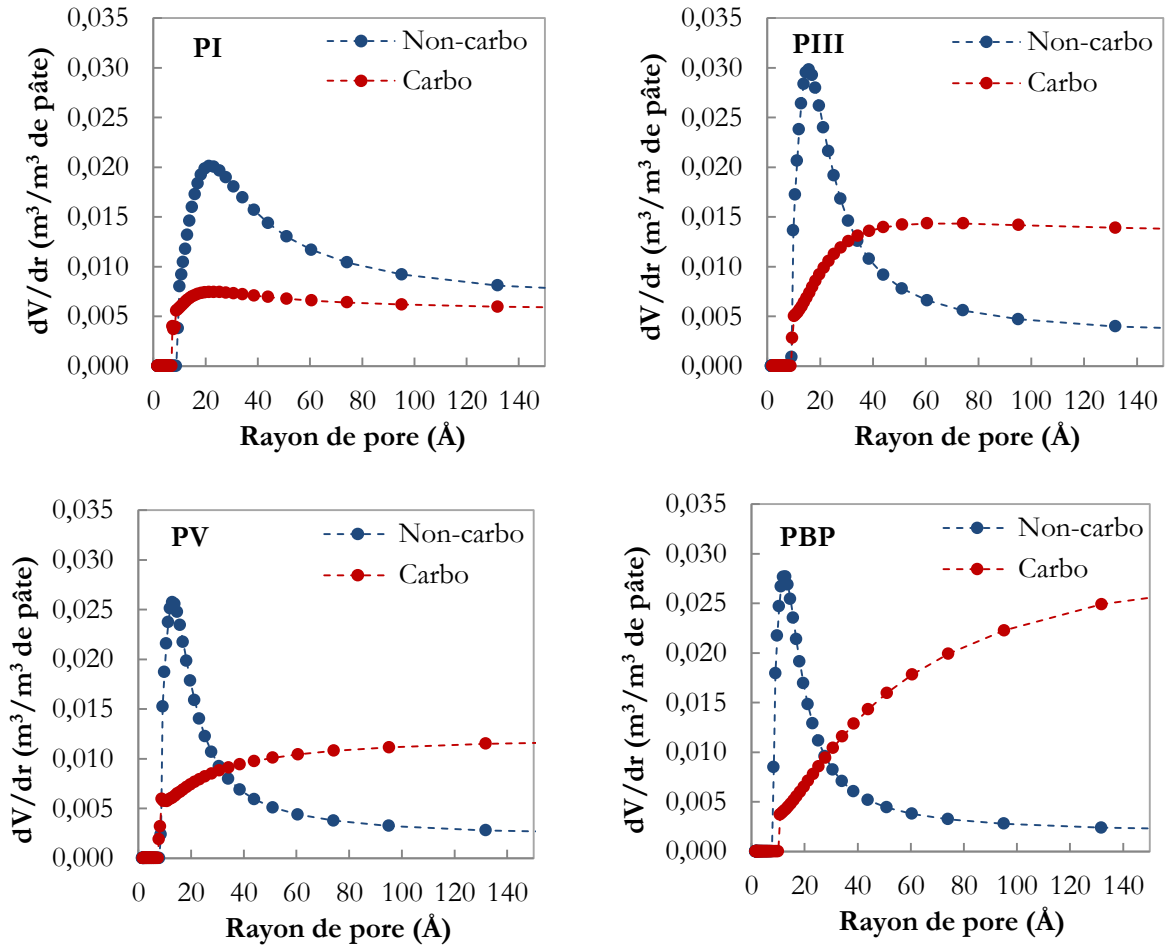 PI
Non-carbo
Carbo
dV/dr (m³/m³ de pâte)
0,035
0,030
0,025
0,020
0,015
0,010
0,005
0,000
0 20 40 60 80 100 120 140
Rayon de pore (Å)
PIII
Non-carbo
Carbo
dV/dr (m³/m³ de pâte)
0,035
0,030
0,025
0,020
0,015
0,010
0,005
0,000
0 20 40 60 80 100 120 140
Rayon de pore (Å)
PV
Non-carbo
Carbo
dV/dr (m³/m³ de pâte)
0,035
0,030
0,025
0,020
0,015
0,010
0,005
0,000
0 20 40 60 80 100 120 140
Rayon de pore (Å)
PBP
Non-carbo
Carbo
dV/dr (m³/m³ de pâte)
0,035
0,030
0,025
0,020
0,015
0,010
0,005
0,000
0 20 40 60 80 100 120 140
Rayon de pore (Å)